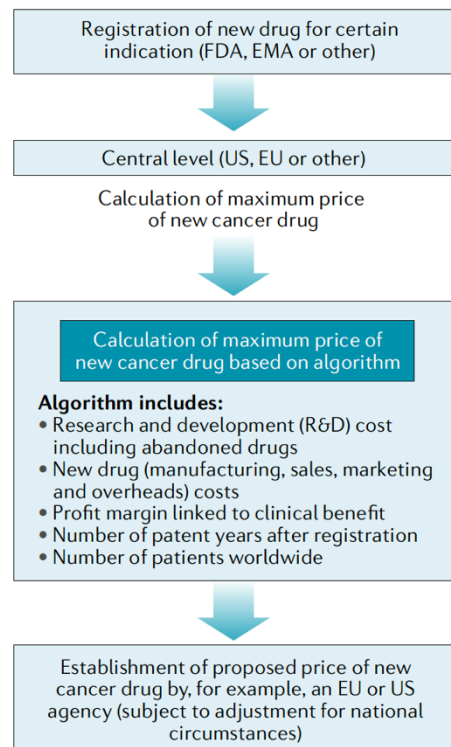 Registration of new drug for certain
indication (FDA, EMA or other)
Central level (US, EU or other)
Calculation of maximum price
of new cancer drug
Calculation of maximum price of
new cancer drug based on algorithm
Algorithm includes:
• Research and development (R&D) cost
including abandoned drugs
• New drug (manufacturing, sales, marketing
and overheads) costs
• Profit margin linked to clinical benefit
• Number of patent years after registration
• Number of patients worldwide
Establishment of proposed price of new
cancer drug by, for example, an EU or US
agency (subject to adjustment for national
circumstances)